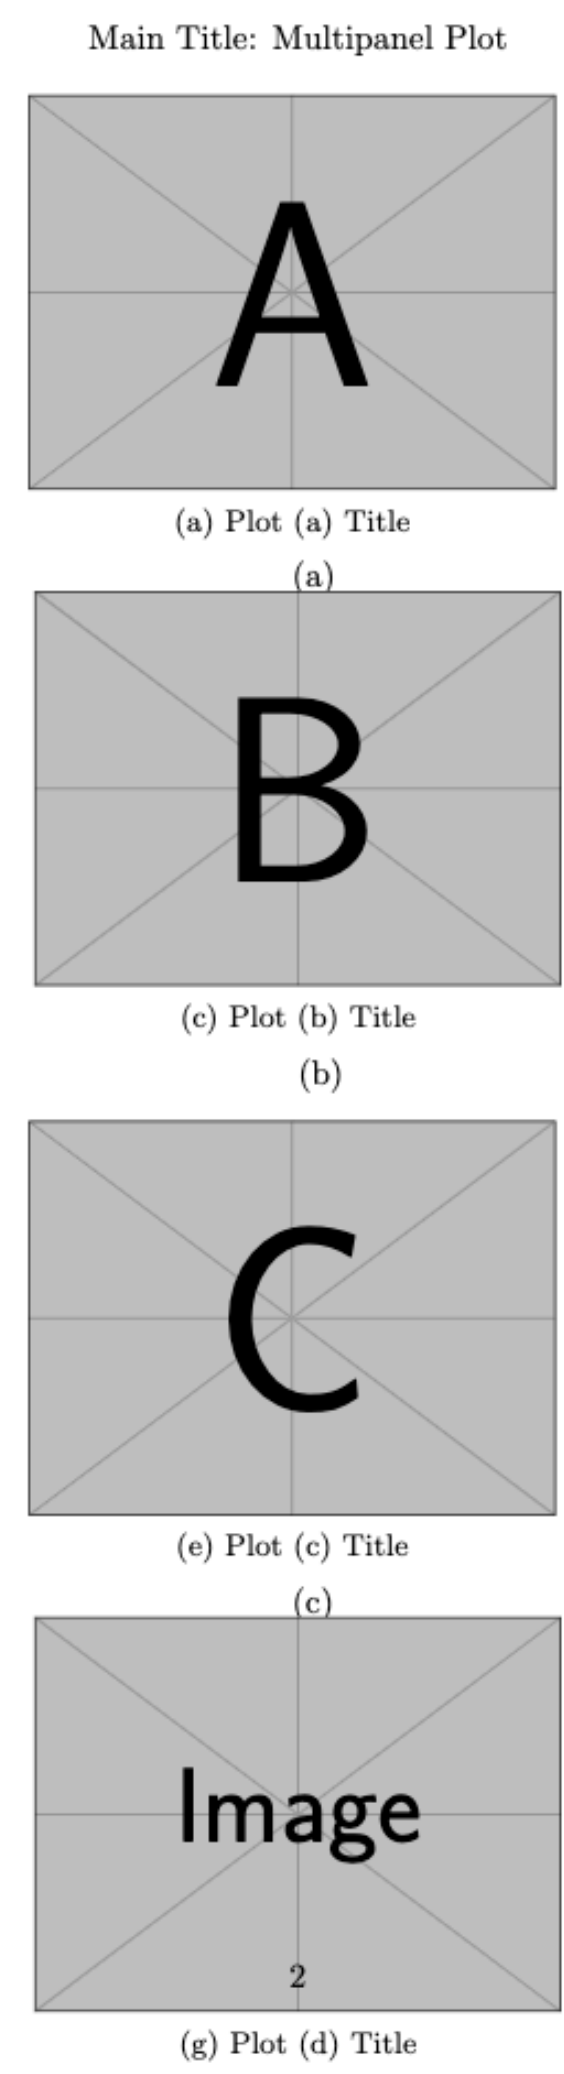 Main Title: Multipanel Plot
A
(a) Plot (a) Title
(a)
B
(c) Plot (b) Title
(b)
C
(e) Plot (c) Title
(c)
Image
2
(g) Plot (d) Title